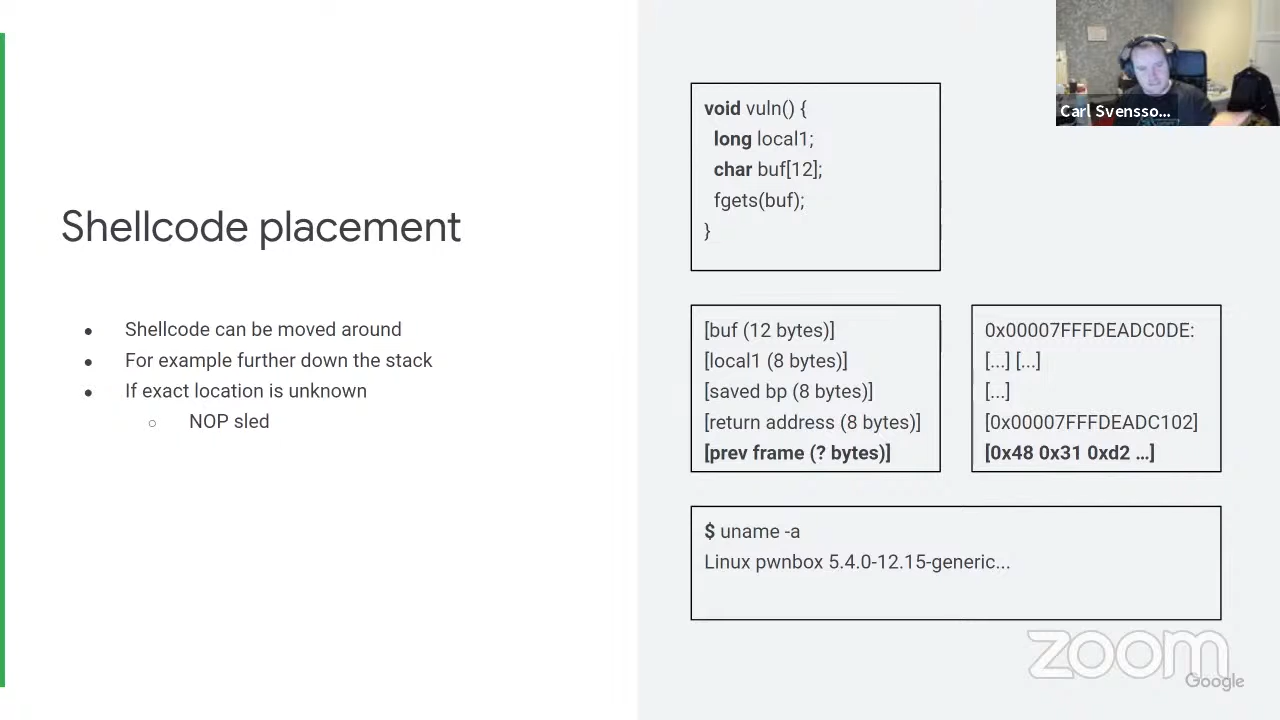 Shellcode placement
● Shellcode can be moved around
● For example further down the stack
● If exact location is unknown
○ NOP sled
void vuln() {
long local1;
char buf[12];
fgets(buf);
}
[buf (12 bytes)]
[local1 (8 bytes)]
[saved bp (8 bytes)]
[return address (8 bytes)]
[prev frame (? bytes)]
0x00007FFFDEADC0DE:
[...] [...]
[...]
[0x00007FFFDEADC102]
[0x48 0x31 0xd2 ...]
$ uname -a
Linux pwnbox 5.4.0-12.15-generic...
Carl Svensso...
zoom
Google